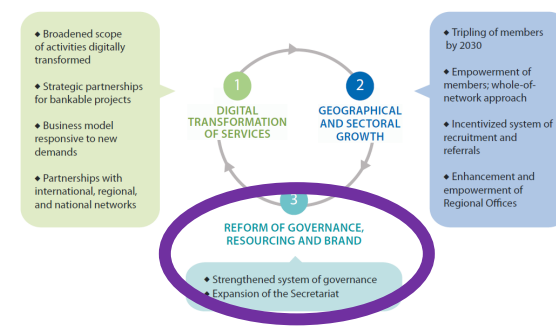 ◆ Broadened scope
of activities digitally
transformed
◆ Strategic partnerships
for bankable projects
◆ Business model
responsive to new
demands
◆ Partnerships with
international, regional,
and national networks
1
DIGITAL
TRANSFORMATION
OF SERVICES
2
GEOGRAPHICAL
AND SECTORAL
GROWTH
◆ Tripling of members
by 2030
◆ Empowerment of
members; whole-of-
network approach
◆ Incentivized system of
recruitment and
referrals
◆ Enhancement and
empowerment of
Regional Offices
3
REFORM OF GOVERNANCE,
RESOURCING AND BRAND
◆ Strengthened system of governance
◆ Expansion of the Secretariat